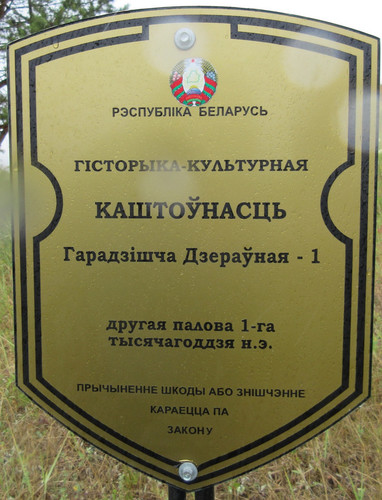 РЭСПУБЛІКА БЕЛАРУСЬ
ГІСТОРЫКА-КУЛЬТУРНАЯ
КАШТОЎНАСЦЬ
Гарадзішча Дзераўная - 1
другая палова 1-га
тысячагоддзя н.э.
ПРЫЧЫНЕННЕ ШКОДЫ АБО ЗНІШЧЭННЕ
КАРАЕЦЦА ПА
ЗАКОНУ